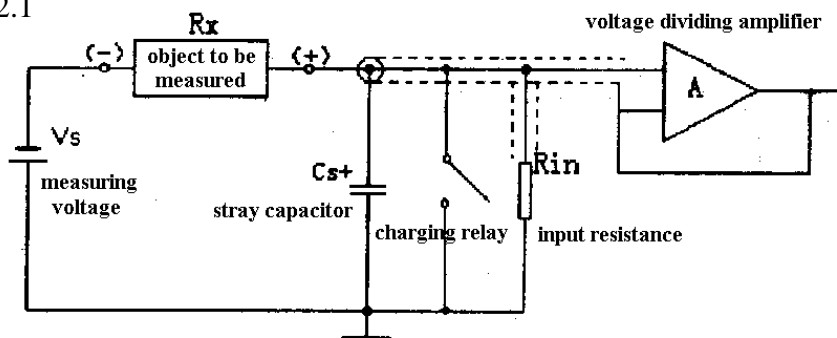 2.1
Rx
voltage dividing amplifier
(-)
object to be
measured
(+)
A
Vs
measuring
voltage
Cs+
stray capacitor
charging relay
Rin
input resistance